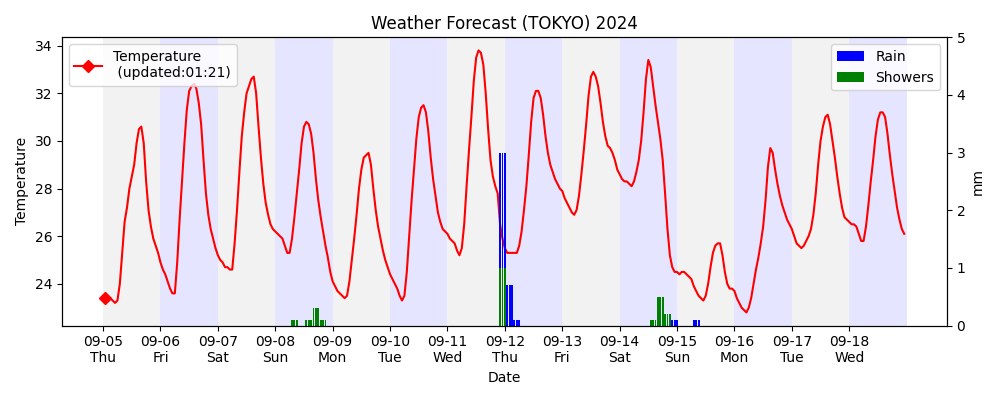 Weather Forecast (TOKYO) 2024
Temperature
(updated:01:21)
Rain
Showers
Temperature
34
32
30
28
26
24
mm
5
4
3
2
1
0
09-05 09-06 09-07 09-08 09-09 09-10 09-11 09-12 09-13 09-14 09-15 09-16 09-17 09-18
Thu Fri Sat Sun Mon Tue Wed Thu Fri Sat Sun Mon Tue Wed
Date